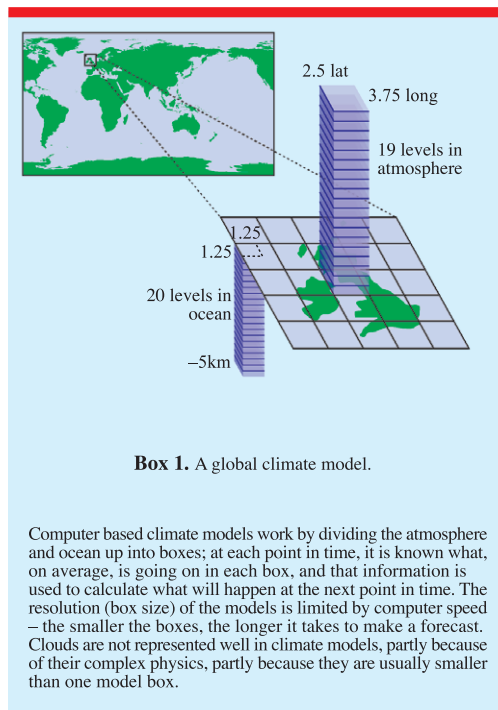 2.5 lat
3.75 long
19 levels in
atmosphere
1.25
1.25
20 levels in
ocean
–5km
Box 1. A global climate model.
Computer based climate models work by dividing the atmosphere
and ocean up into boxes; at each point in time, it is known what,
on average, is going on in each box, and that information is
used to calculate what will happen at the next point in time. The
resolution (box size) of the models is limited by computer speed
– the smaller the boxes, the longer it takes to make a forecast.
Clouds are not represented well in climate models, partly because
of their complex physics, partly because they are usually smaller
than one model box.